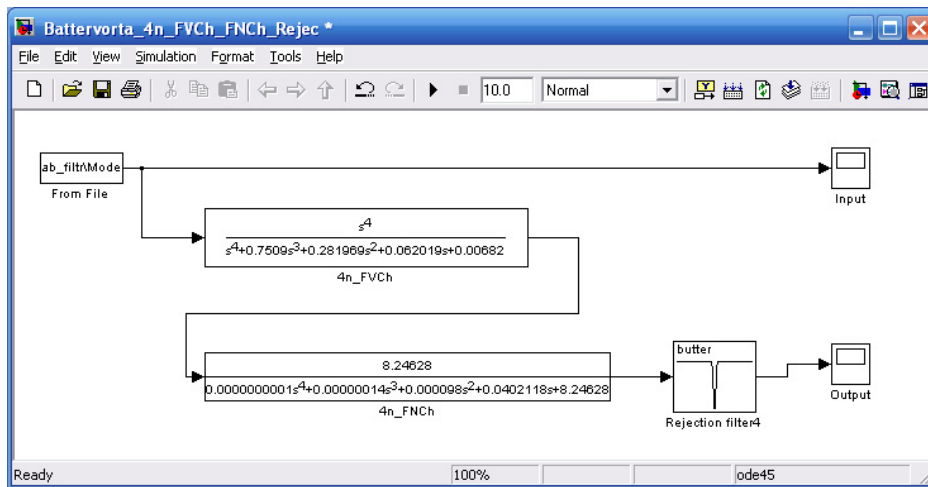 Battervorta_4n_FVCh_FNCh_Rejec *
File Edit View Simulation Format Tools Help
10.0 Normal
ab_filtr\Mode
From File
Input
s4
s4+0.7509s3+0.281969s2+0.062019s+0.00682
4n_FVCh
8.24628
0.0000000001s4+0.00000014s3+0.000098s2+0.0402118s+8.24628
4n_FNCh
butter
Rejection filter4
Output
Ready 100% ode45